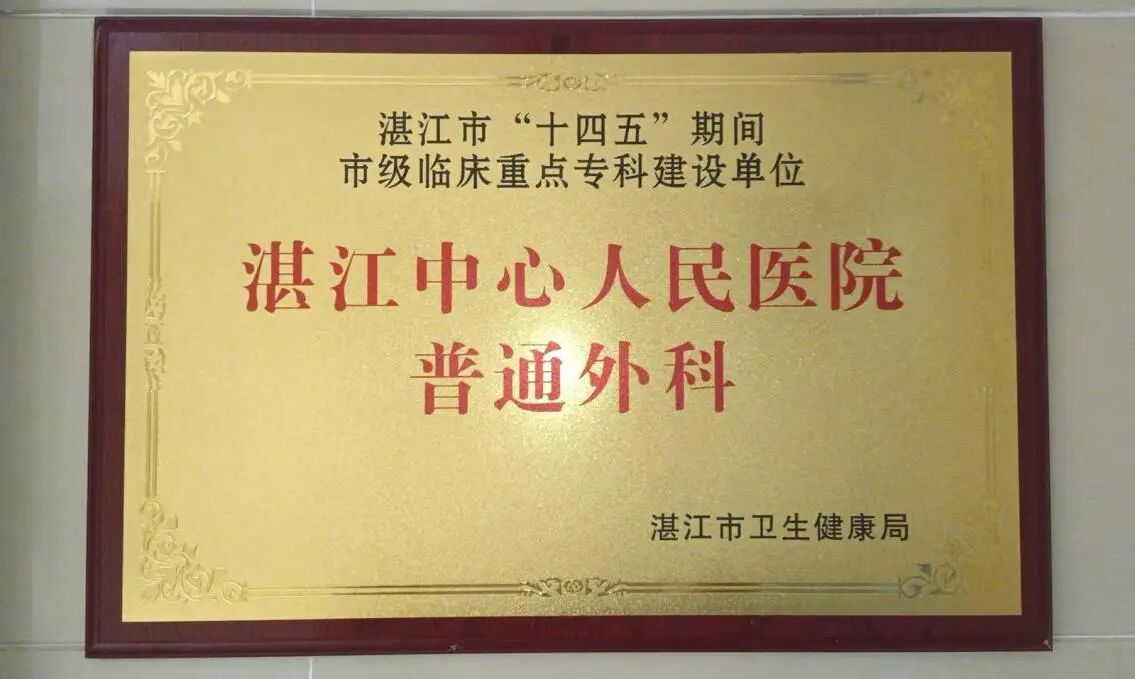 湛江市“十四五”期间
市级临床重点专科建设单位
湛江中心人民医院
普通外科
湛江市卫生健康局